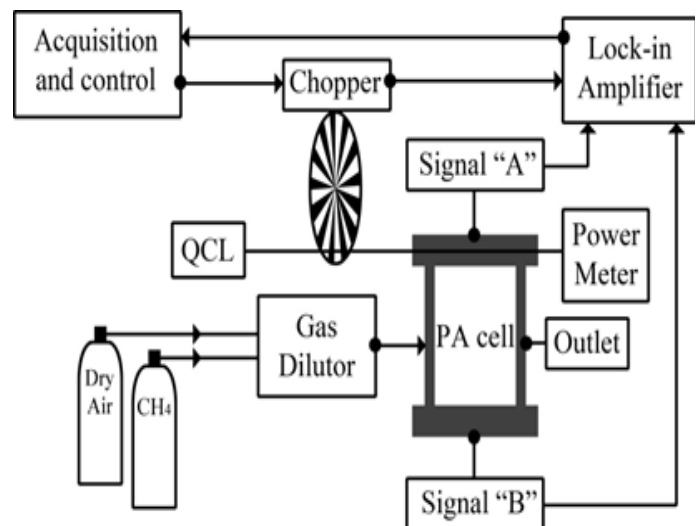 Acquisition
and control
Chopper
Lock-in
Amplifier
Signal “A”
QCL
Power
Meter
Gas
Dilutor
PA cell
Outlet
Dry
Air
CH₄
Signal “B”